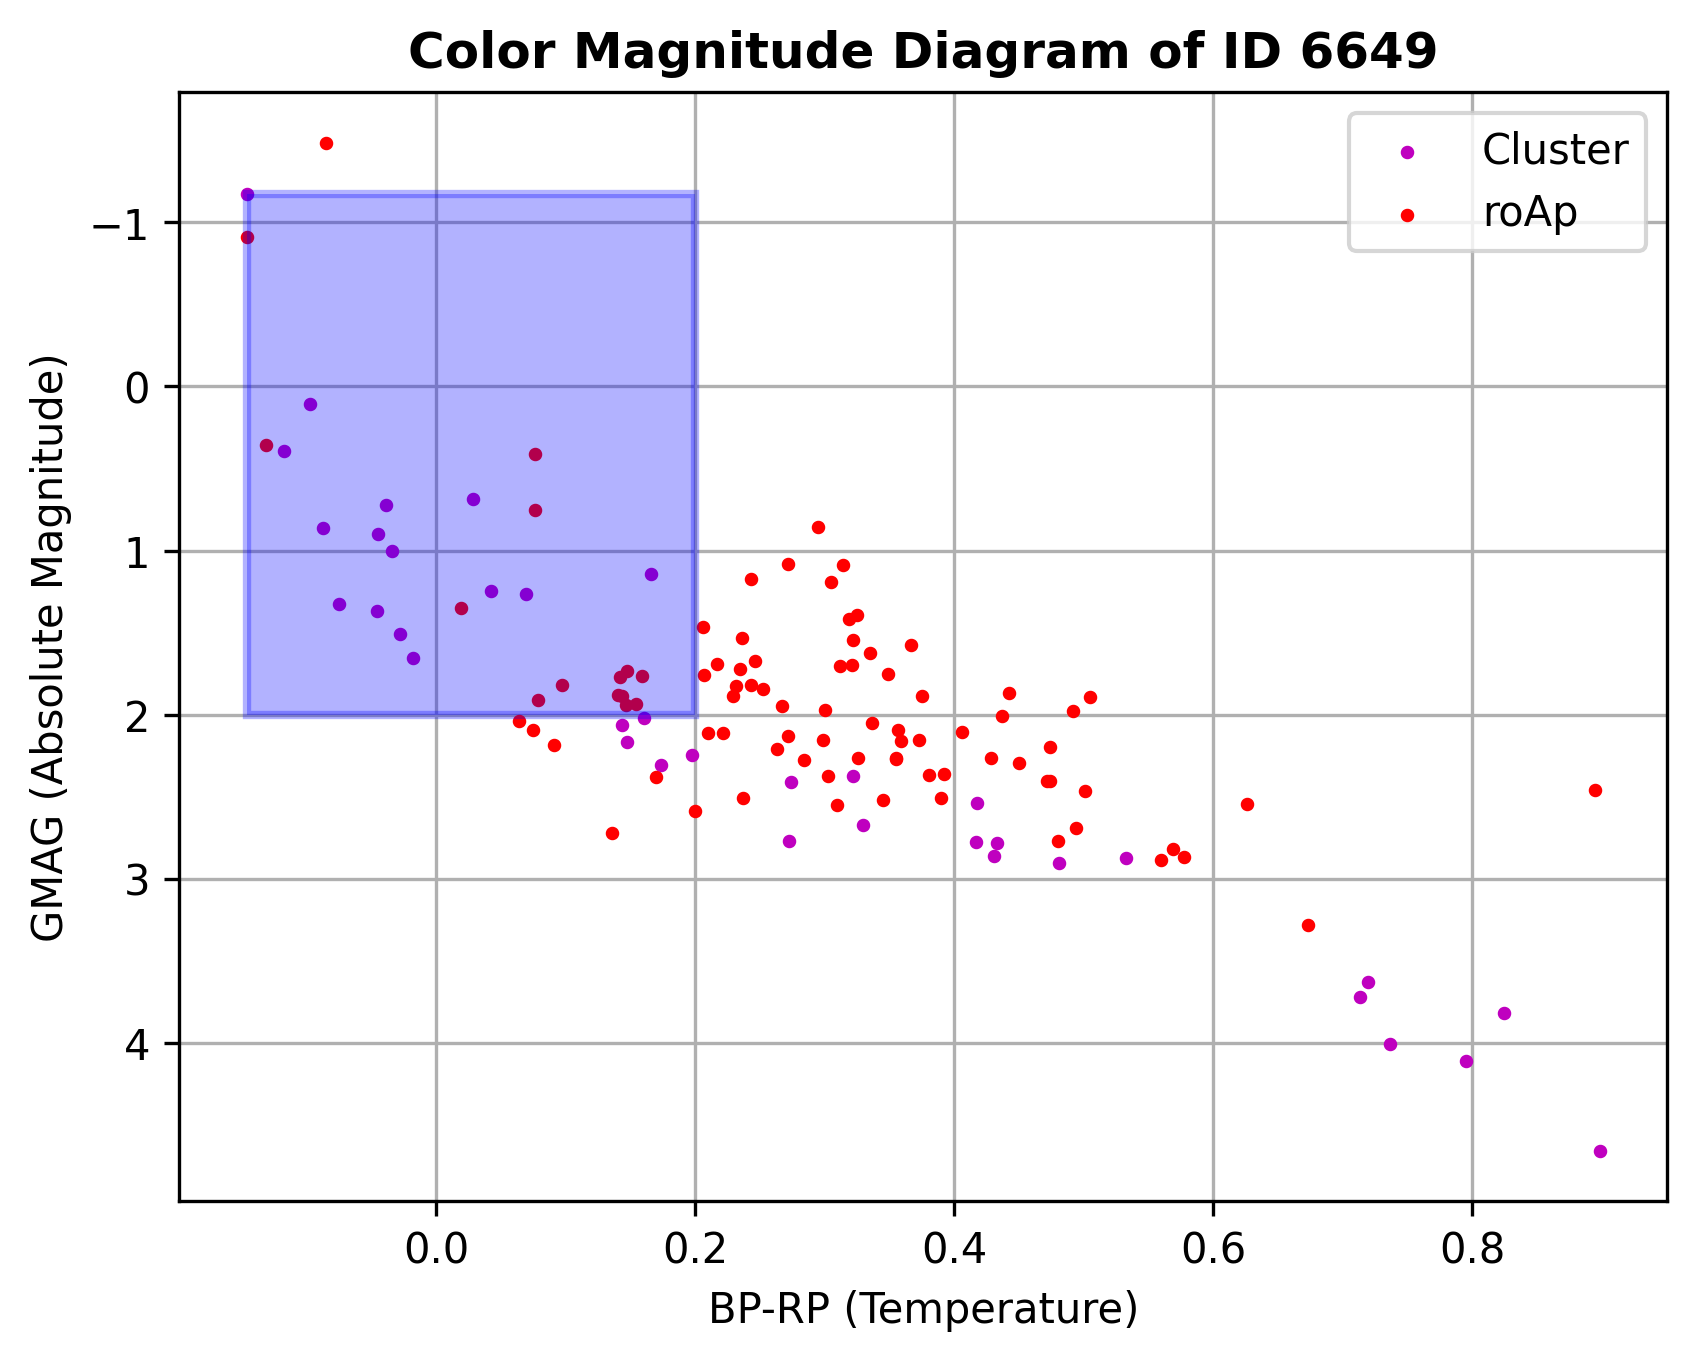 Color Magnitude Diagram of ID 6649
Cluster
roAp
−1
0
1
2
3
4
GMAG (Absolute Magnitude)
0.0 0.2 0.4 0.6 0.8
BP-RP (Temperature)